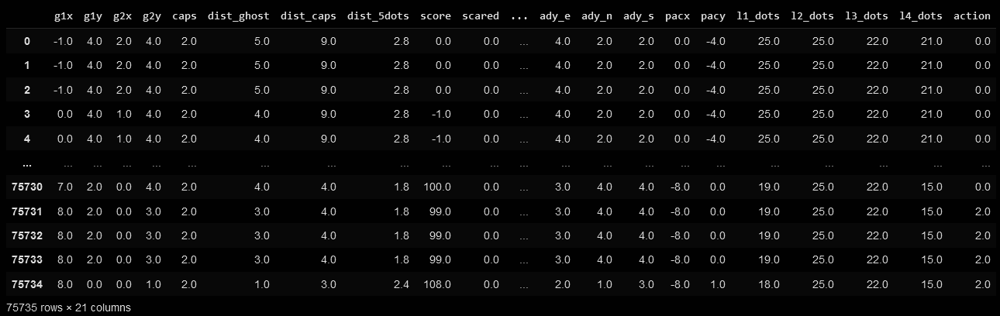 g1x g1y g2x g2y caps dist_ghost dist_caps dist_5dots score scared ... ady_e ady_n ady_s pacx pacy l1_dots l2_dots l3_dots l4_dots action
0 -1.0 4.0 2.0 4.0 2.0 5.0 9.0 2.8 0.0 0.0 ... 4.0 2.0 2.0 0.0 -4.0 25.0 25.0 22.0 21.0 0.0
1 -1.0 4.0 2.0 4.0 2.0 5.0 9.0 2.8 0.0 0.0 ... 4.0 2.0 2.0 0.0 -4.0 25.0 25.0 22.0 21.0 0.0
2 -1.0 4.0 2.0 4.0 2.0 5.0 9.0 2.8 0.0 0.0 ... 4.0 2.0 2.0 0.0 -4.0 25.0 25.0 22.0 21.0 0.0
3 0.0 4.0 1.0 4.0 2.0 4.0 9.0 2.8 -1.0 0.0 ... 4.0 2.0 2.0 0.0 -4.0 25.0 25.0 22.0 21.0 0.0
4 0.0 4.0 1.0 4.0 2.0 4.0 9.0 2.8 -1.0 0.0 ... 4.0 2.0 2.0 0.0 -4.0 25.0 25.0 22.0 21.0 0.0
... ... ... ... ... ... ... ... ... ... ... ... ... ... ... ... ... ... ... ... ... ...
75730 7.0 2.0 0.0 4.0 2.0 4.0 4.0 1.8 100.0 0.0 ... 3.0 4.0 4.0 -8.0 0.0 19.0 25.0 22.0 15.0 0.0
75731 8.0 2.0 0.0 3.0 2.0 3.0 4.0 1.8 99.0 0.0 ... 3.0 4.0 4.0 -8.0 0.0 19.0 25.0 22.0 15.0 2.0
75732 8.0 2.0 0.0 3.0 2.0 3.0 4.0 1.8 99.0 0.0 ... 3.0 4.0 4.0 -8.0 0.0 19.0 25.0 22.0 15.0 2.0
75733 8.0 2.0 0.0 3.0 2.0 3.0 4.0 1.8 99.0 0.0 ... 3.0 4.0 4.0 -8.0 0.0 19.0 25.0 22.0 15.0 2.0
75734 8.0 0.0 0.0 1.0 2.0 1.0 3.0 2.4 108.0 0.0 ... 2.0 1.0 3.0 -8.0 1.0 18.0 25.0 22.0 15.0 2.0
75735 rows × 21 columns